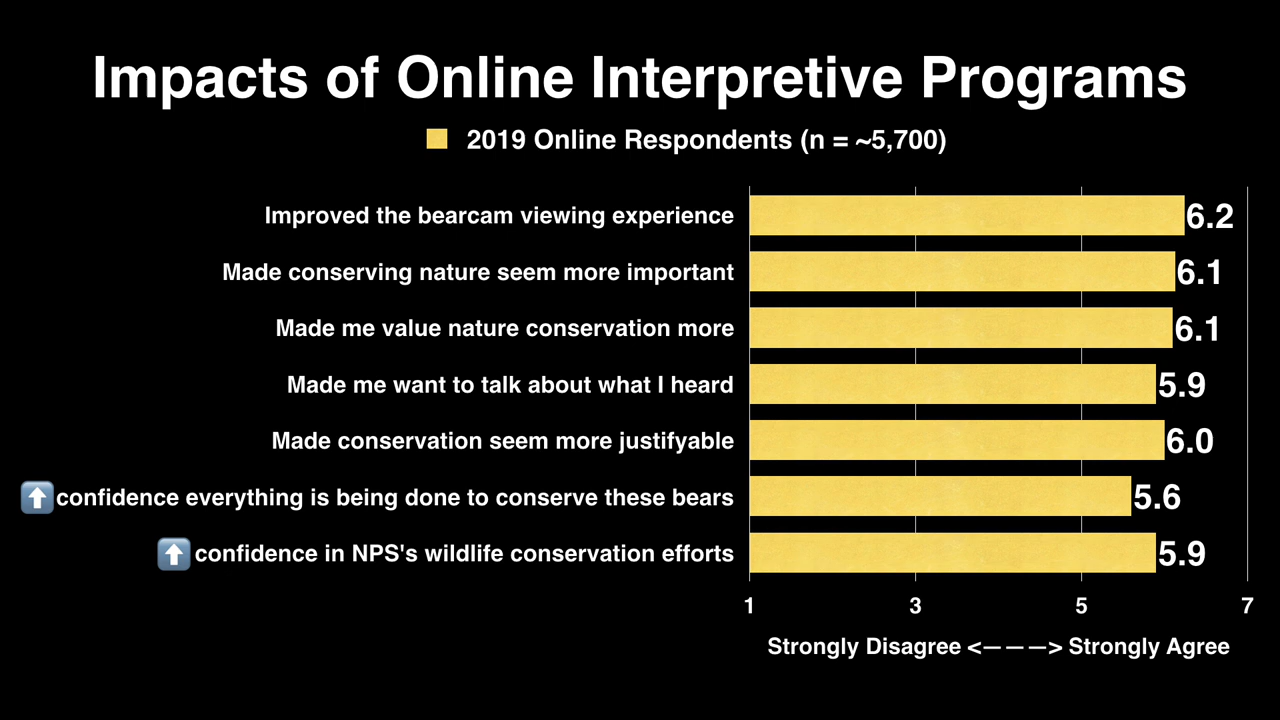 Impacts of Online Interpretive Programs
2019 Online Respondents (n = ~5,700)
Improved the bearcam viewing experience 6.2
Made conserving nature seem more important 6.1
Made me value nature conservation more 6.1
Made me want to talk about what I heard 5.9
Made conservation seem more justifyable 6.0
⬆️ confidence everything is being done to conserve these bears 5.6
⬆️ confidence in NPS's wildlife conservation efforts 5.9
1 3 5 7
Strongly Disagree <———> Strongly Agree